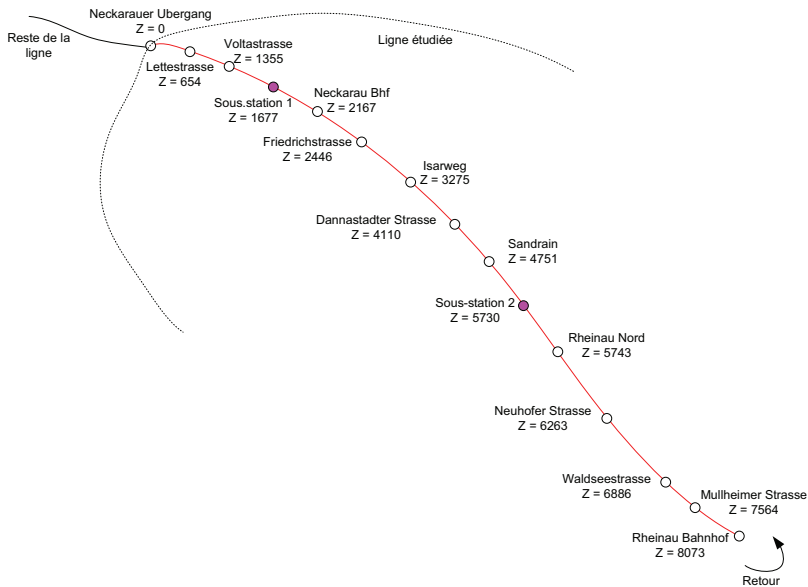 Neckarauer Ubergang
Z = 0
Reste de la
ligne
Voltastrasse
Z = 1355
Ligne étudiée
Lettestrasse
Z = 654
Sous.station 1
Z = 1677
Neckarau Bhf
Z = 2167
Friedrichstrasse
Z = 2446
Isarweg
Z = 3275
Dannastadter Strasse
Z = 4110
Sandrain
Z = 4751
Sous-station 2
Z = 5730
Rheinau Nord
Z = 5743
Neuhofer Strasse
Z = 6263
Waldseestrasse
Z = 6886
Mullheimer Strasse
Z = 7564
Rheinau Bahnhof
Z = 8073
Retour